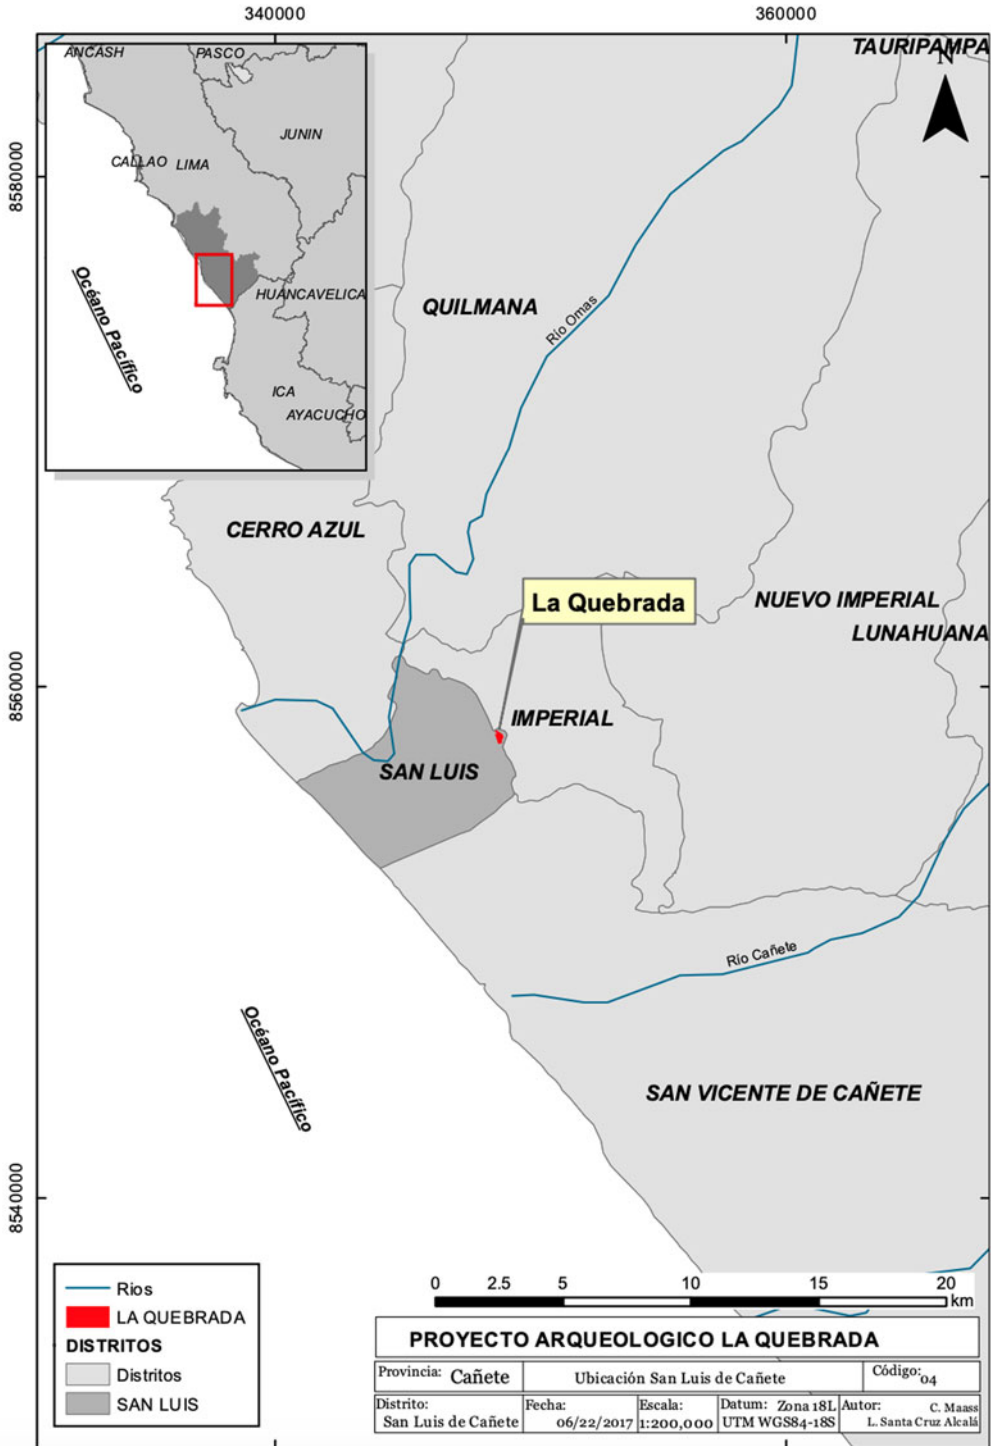 340000
360000
8580000
8560000
8540000
TAURIPAMPA
N
ANCASH
PASCO
JUNIN
CALLAO
LIMA
HUANCAVELICA
ICA
AYACUCHO
Océano Pacífico
QUILMANA
Río Omas
CERRO AZUL
La Quebrada
NUEVO IMPERIAL
LUNAHUANA
IMPERIAL
SAN LUIS
Río Cañete
Océano Pacífico
SAN VICENTE DE CAÑETE
Rios
LA QUEBRADA
DISTRITOS
Distritos
SAN LUIS
0 2.5 5 10 15 20
km
PROYECTO ARQUEOLOGICO LA QUEBRADA
Provincia: Cañete
Ubicación San Luis de Cañete
Código: 04
Distrito:
San Luis de Cañete
Fecha:
06/22/2017
Escala:
1:200,000
Datum: Zona 18L
UTM WGS84-18S
Autor: C. Maass
L. Santa Cruz Alcalá